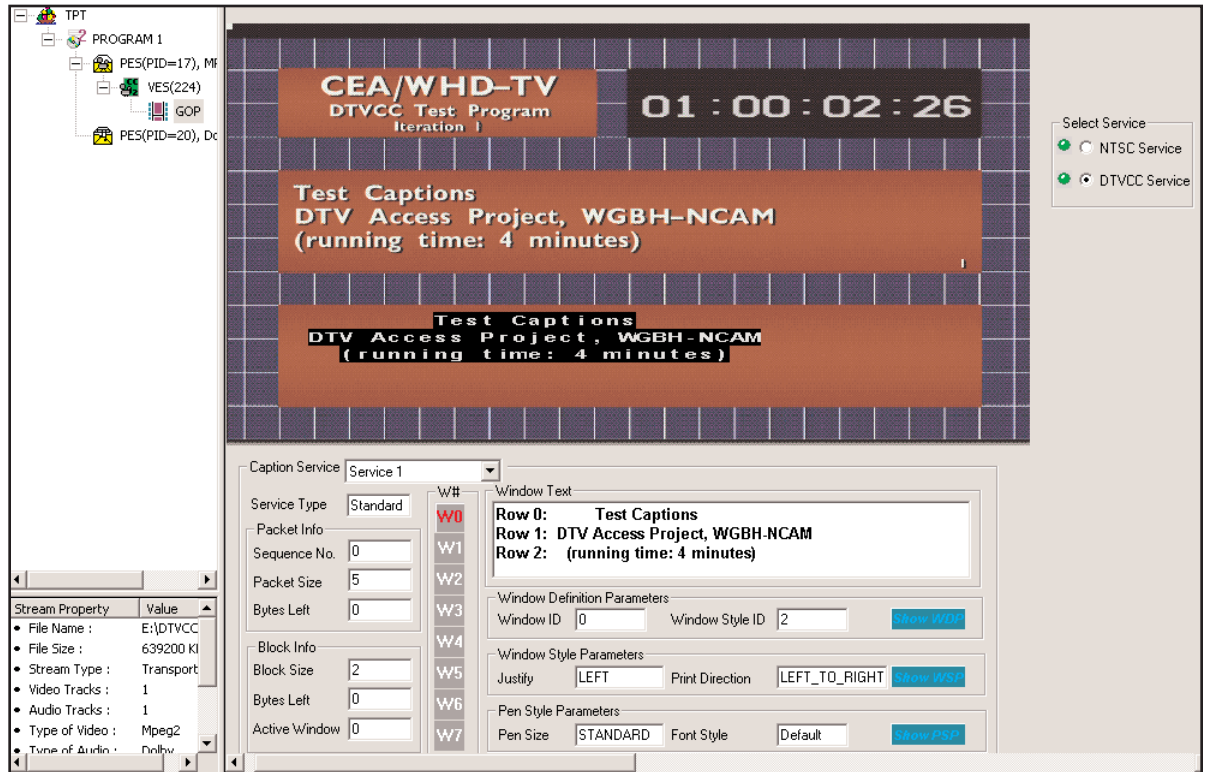 TPT
PROGRAM 1
PES(PID=17), MF
VES(224)
GOP
PES(PID=20), Do
Stream Property Value
File Name : E:\DTVCC
File Size : 639200 KI
Stream Type : Transport
Video Tracks : 1
Audio Tracks : 1
Type of Video : Mpeg2
Type of Audio : Dolby
CEA/WHD–TV
DTVCC Test Program
Iteration 1
01:00:02:26
Test Captions
DTV Access Project, WGBH–NCAM
(running time: 4 minutes)
1
Test Captions
DTV Access Project, WGBH-NCAM
(running time: 4 minutes)
Select Service
NTSC Service
DTVCC Service
Caption Service Service 1
Service Type Standard
Packet Info
Sequence No. 0
Packet Size 5
Bytes Left 0
Block Info
Block Size 2
Bytes Left 0
Active Window 0
W#
W0
W1
W2
W3
W4
W5
W6
W7
Window Text
Row 0: Test Captions
Row 1: DTV Access Project, WGBH-NCAM
Row 2: (running time: 4 minutes)
Window Definition Parameters
Window ID 0 Window Style ID 2 Show WDP
Window Style Parameters
Justify LEFT Print Direction LEFT_TO_RIGHT Show WSP
Pen Style Parameters
Pen Size STANDARD Font Style Default Show PSP